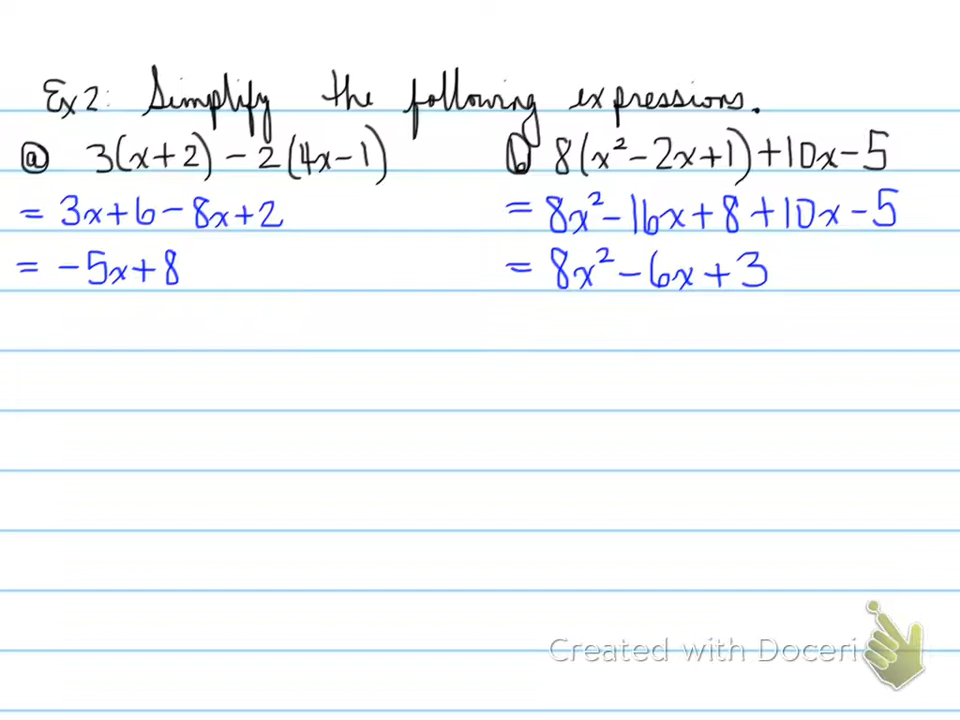 Ex 2: Simplify the following expressions.
ⓐ 3(x+2) - 2(4x-1)
= 3x+6-8x+2
= -5x+8
ⓑ 8(x²-2x+1)+10x-5
= 8x²-16x+8+10x-5
= 8x²-6x+3
Created with Doceri